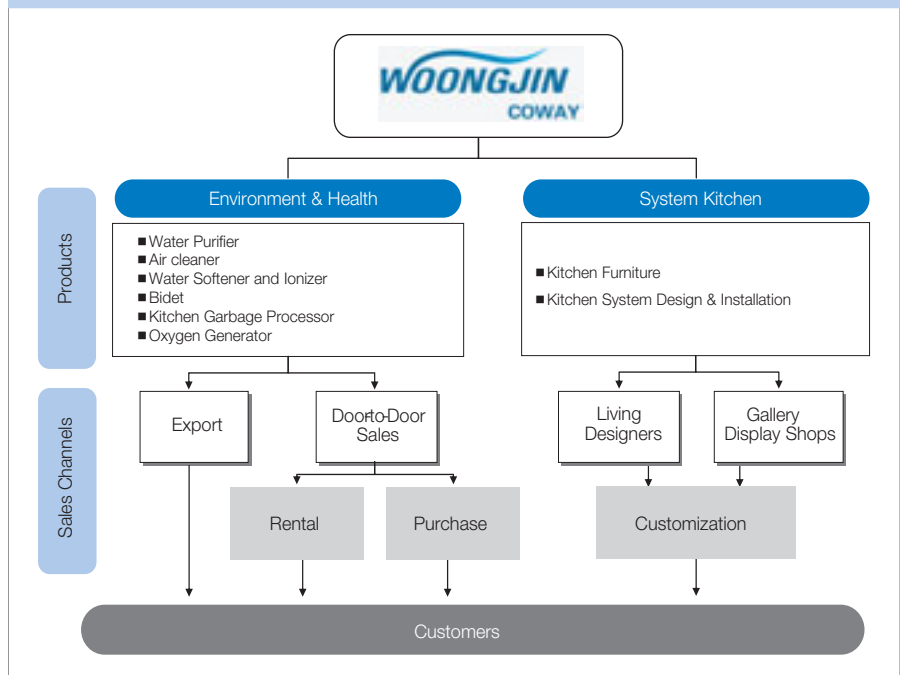 WOONGJIN
COWAY
Products
Environment & Health
■ Water Purifier
■ Air cleaner
■ Water Softener and Ionizer
■ Bidet
■ Kitchen Garbage Processor
■ Oxygen Generator
System Kitchen
■ Kitchen Furniture
■ Kitchen System Design & Installation
Sales Channels
Export
Door-to-Door
Sales
Living
Designers
Gallery
Display Shops
Rental
Purchase
Customization
Customers